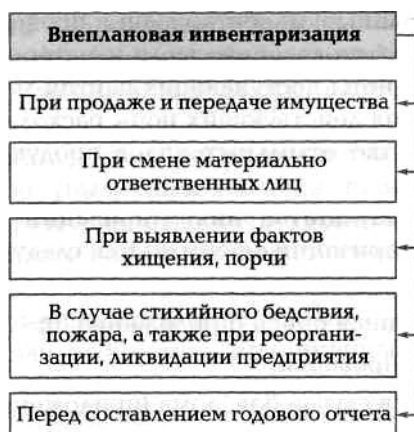 Внеплановая инвентаризация
При продаже и передаче имущества
При смене материально
ответственных лиц
При выявлении фактов
хищения, порчи
В случае стихийного бедствия,
пожара, а также при реоргани-
зации, ликвидации предприятия
Перед составлением годового отчета